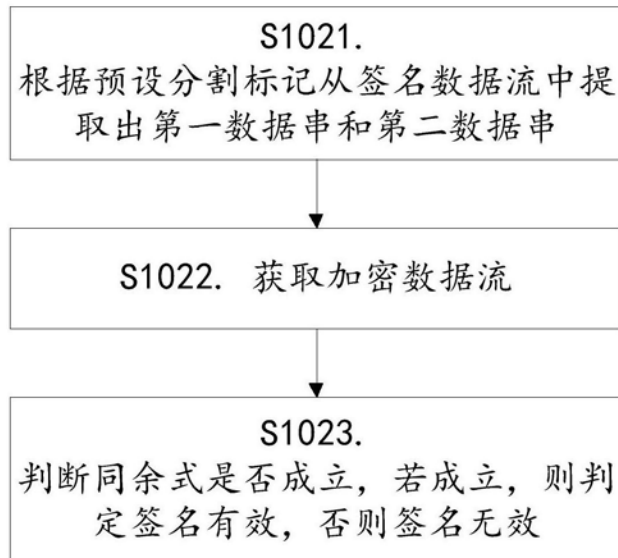 S1021.
根据预设分割标记从签名数据流中提
取出第一数据串和第二数据串
S1022. 获取加密数据流
S1023.
判断同余式是否成立，若成立，则判
定签名有效，否则签名无效